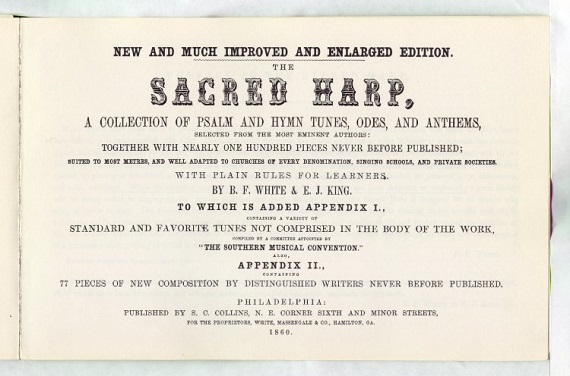 NEW AND MUCH IMPROVED AND ENLARGED EDITION.
THE
SACRED HARP,
A COLLECTION OF PSALM AND HYMN TUNES, ODES, AND ANTHEMS,
SELECTED FROM THE MOST EMINENT AUTHORS:
TOGETHER WITH NEARLY ONE HUNDRED PIECES NEVER BEFORE PUBLISHED;
SUITED TO MOST METRES, AND WELL ADAPTED TO CHURCHES OF EVERY DENOMINATION, SINGING SCHOOLS, AND PRIVATE SOCIETIES.
WITH PLAIN RULES FOR LEARNERS.
BY B. F. WHITE & E. J. KING.
TO WHICH IS ADDED APPENDIX I.,
CONTAINING A VARIETY OF
STANDARD AND FAVORITE TUNES NOT COMPRISED IN THE BODY OF THE WORK,
COMPILED BY A COMMITTEE APPOINTED BY
"THE SOUTHERN MUSICAL CONVENTION."
ALSO,
APPENDIX II.,
CONTAINING
77 PIECES OF NEW COMPOSITION BY DISTINGUISHED WRITERS NEVER BEFORE PUBLISHED.
PHILADELPHIA:
PUBLISHED BY S. C. COLLINS, N. E. CORNER SIXTH AND MINOR STREETS,
FOR THE PROPRIETORS, WHITE, MASSENGALE & CO., HAMILTON, GA.
1860.